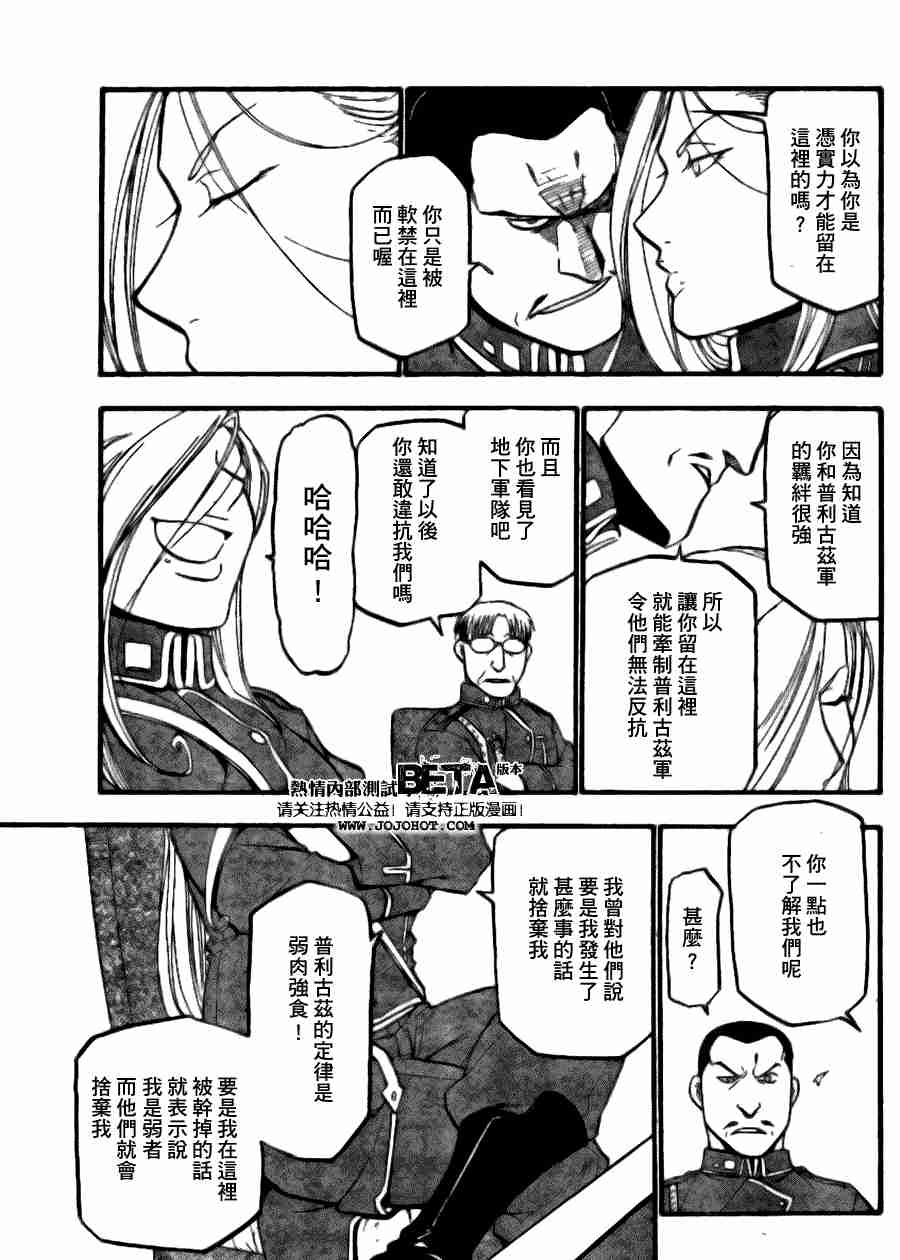 你以為你是
憑實力才能留在
這裡的嗎？
你只是被
軟禁在這裡
而已喔
因為知道
你和普利古茲軍
的羈絆很強
所以
讓你留在這裡
就能牽制普利古茲軍
令他們無法反抗
而且
你也看見了
地下軍隊吧
知道了以後
你還敢違抗我們嗎
哈哈哈！
熱情內部測試
BETA版本
请关注热情公益！请支持正版漫画！
WWW.JOJOHOT.COM
你一點也
不了解我們呢
甚麼？
我曾對他們說
要是我發生了
甚麼事的話
就捨棄我
普利古茲的定律是
弱肉強食！
要是我在這裡
被幹掉的話
就表示說
我是弱者
而他們就會
捨棄我